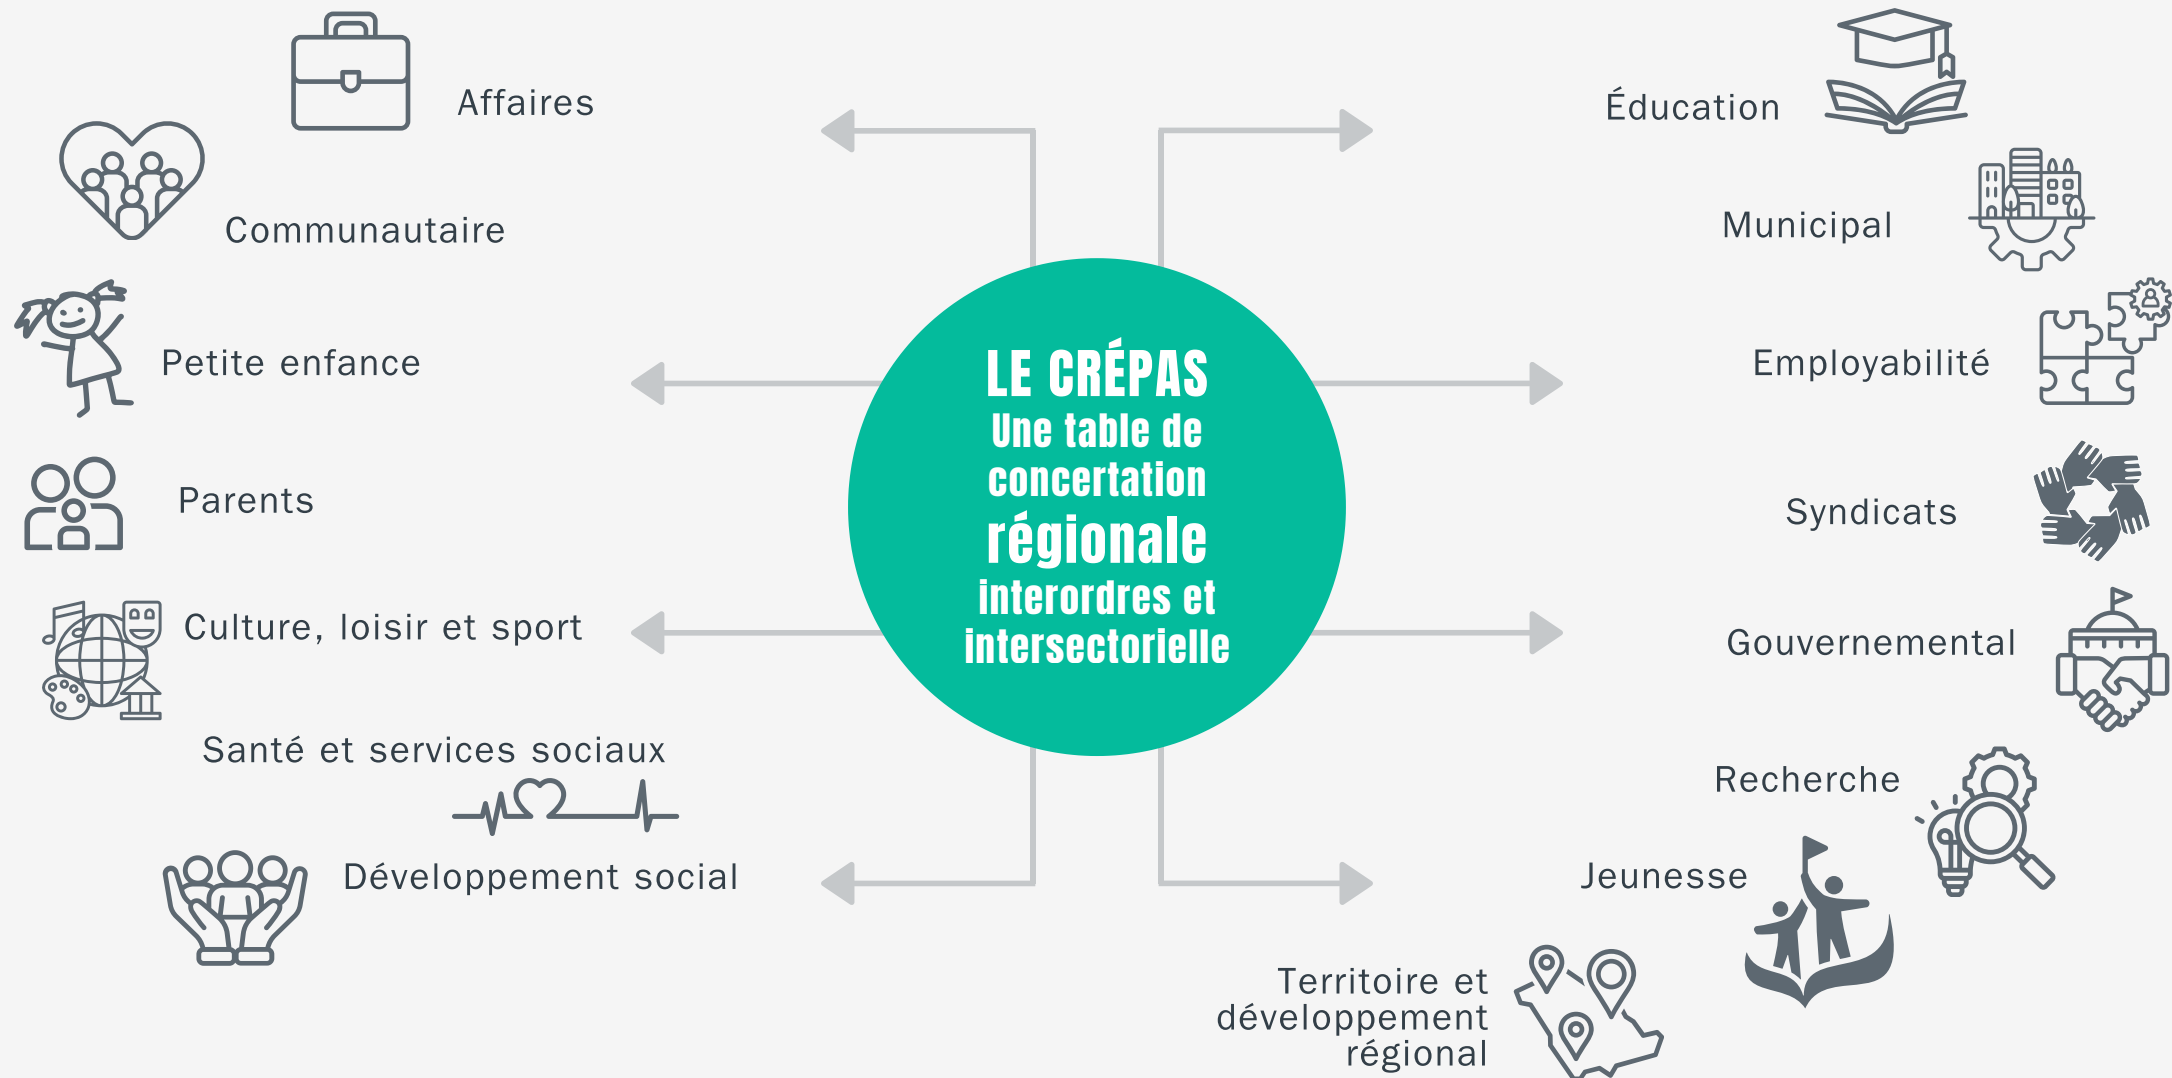 Affaires
Communautaire
Petite enfance
Parents
Culture, loisir et sport
Santé et services sociaux
Développement social
LE CRÉPAS
Une table de
concertation
régionale
interordres et
intersectorielle
Éducation
Municipal
Employabilité
Syndicats
Gouvernemental
Recherche
Jeunesse
Territoire et
développement
régional